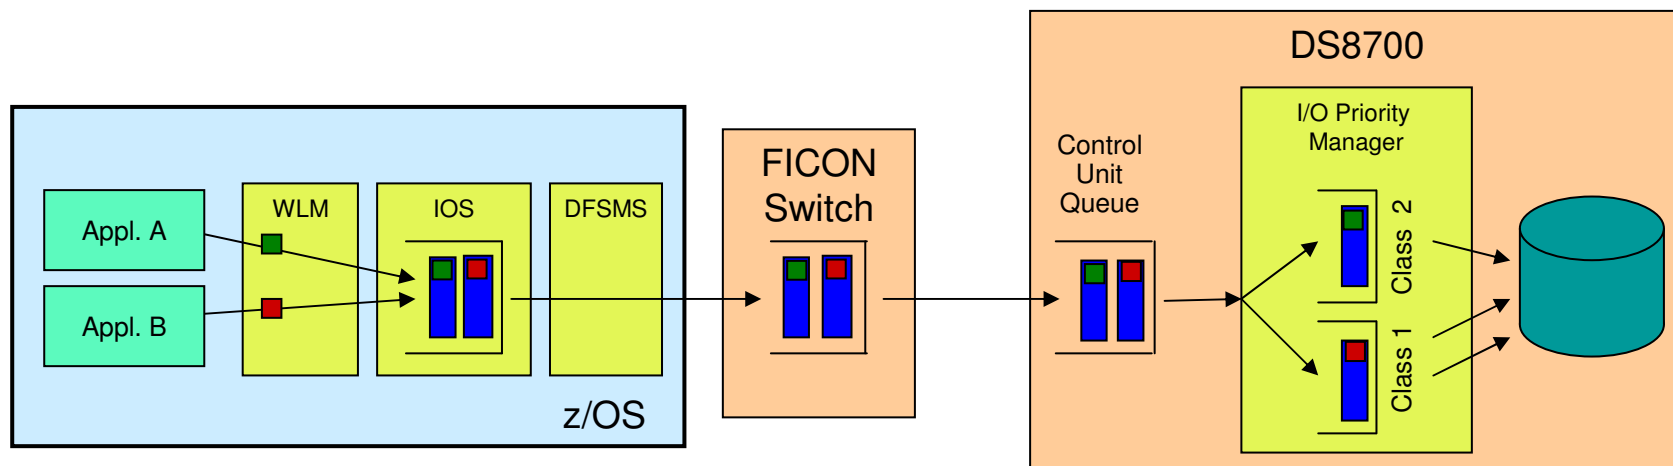 Appl. A
Appl. B
WLM
IOS
DFSMS
z/OS
FICON
Switch
DS8700
Control
Unit
Queue
I/O Priority
Manager
Class 2
Class 1